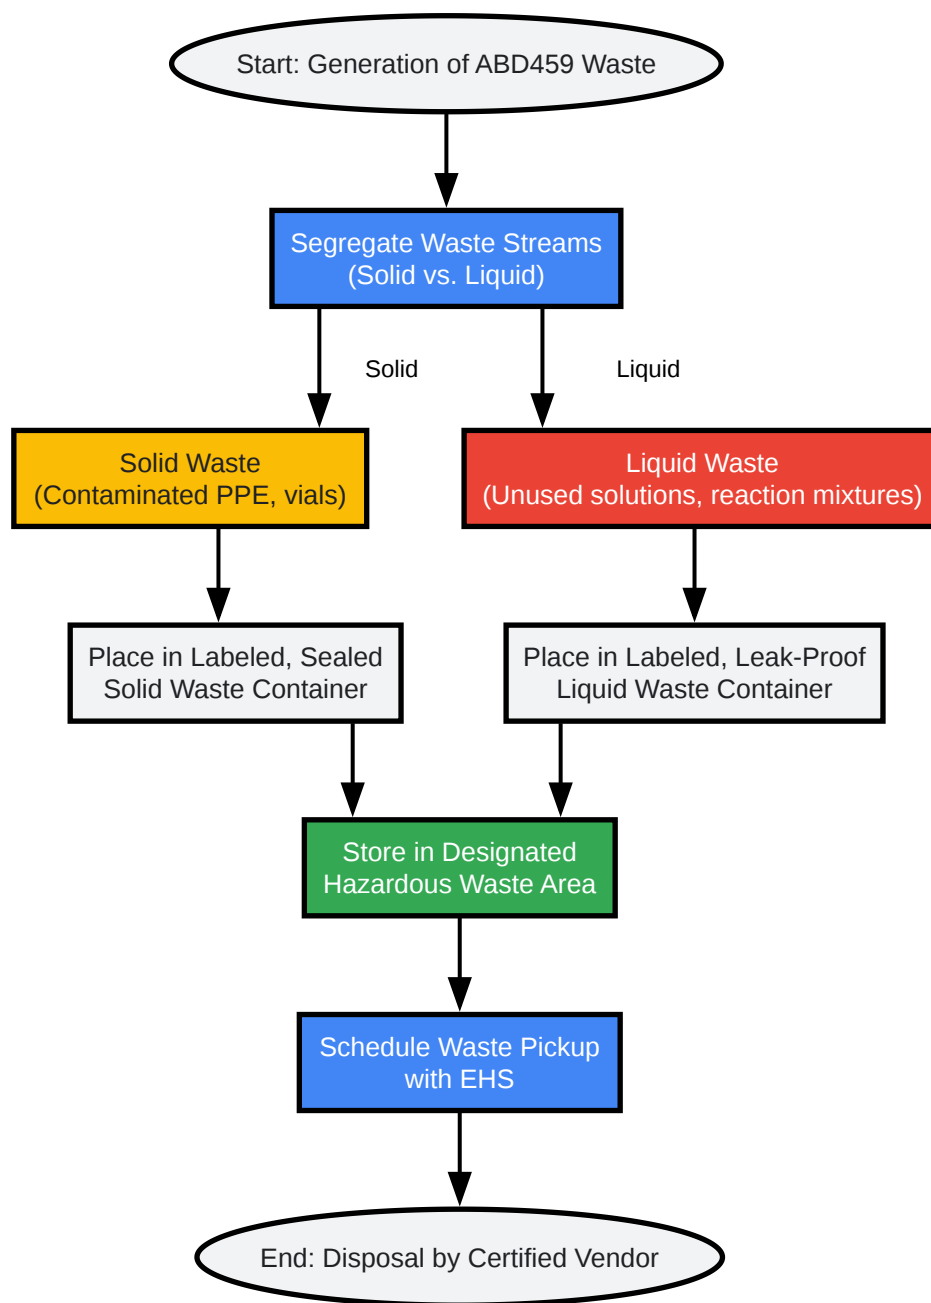 Start: Generation of ABD459 Waste
Segregate Waste Streams
(Solid vs. Liquid)
Solid
Liquid
Solid Waste
(Contaminated PPE, vials)
Liquid Waste
(Unused solutions, reaction mixtures)
Place in Labeled, Sealed
Solid Waste Container
Place in Labeled, Leak-Proof
Liquid Waste Container
Store in Designated
Hazardous Waste Area
Schedule Waste Pickup
with EHS
End: Disposal by Certified Vendor